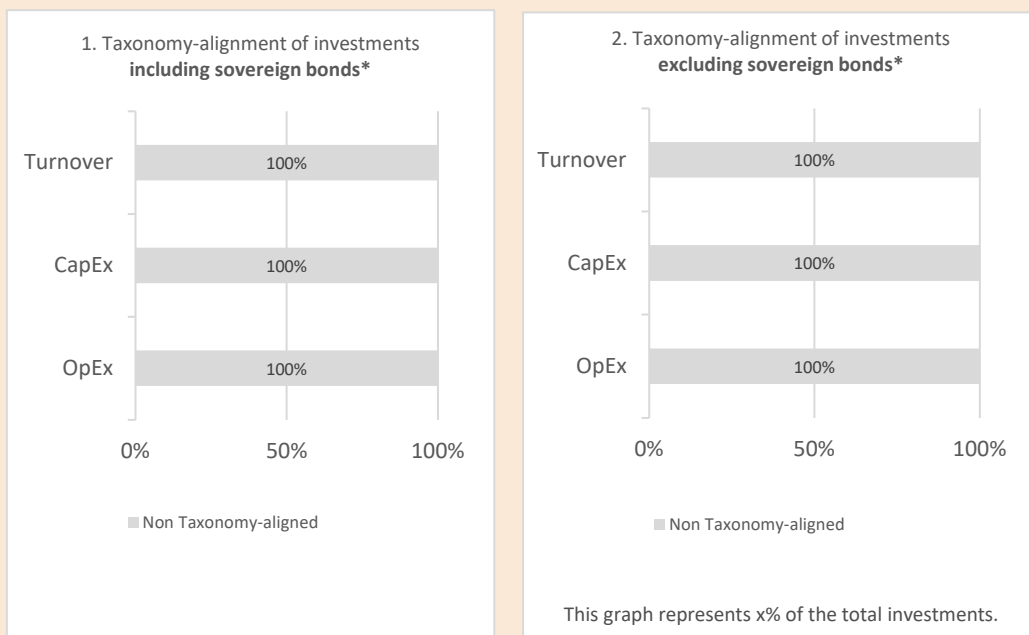 1. Taxonomy-alignment of investments
including sovereign bonds*
Turnover
100%
CapEx
100%
OpEx
100%
0%
50%
100%
Non Taxonomy-aligned
2. Taxonomy-alignment of investments
excluding sovereign bonds*
Turnover
100%
CapEx
100%
OpEx
100%
0%
50%
100%
Non Taxonomy-aligned
This graph represents x% of the total investments.